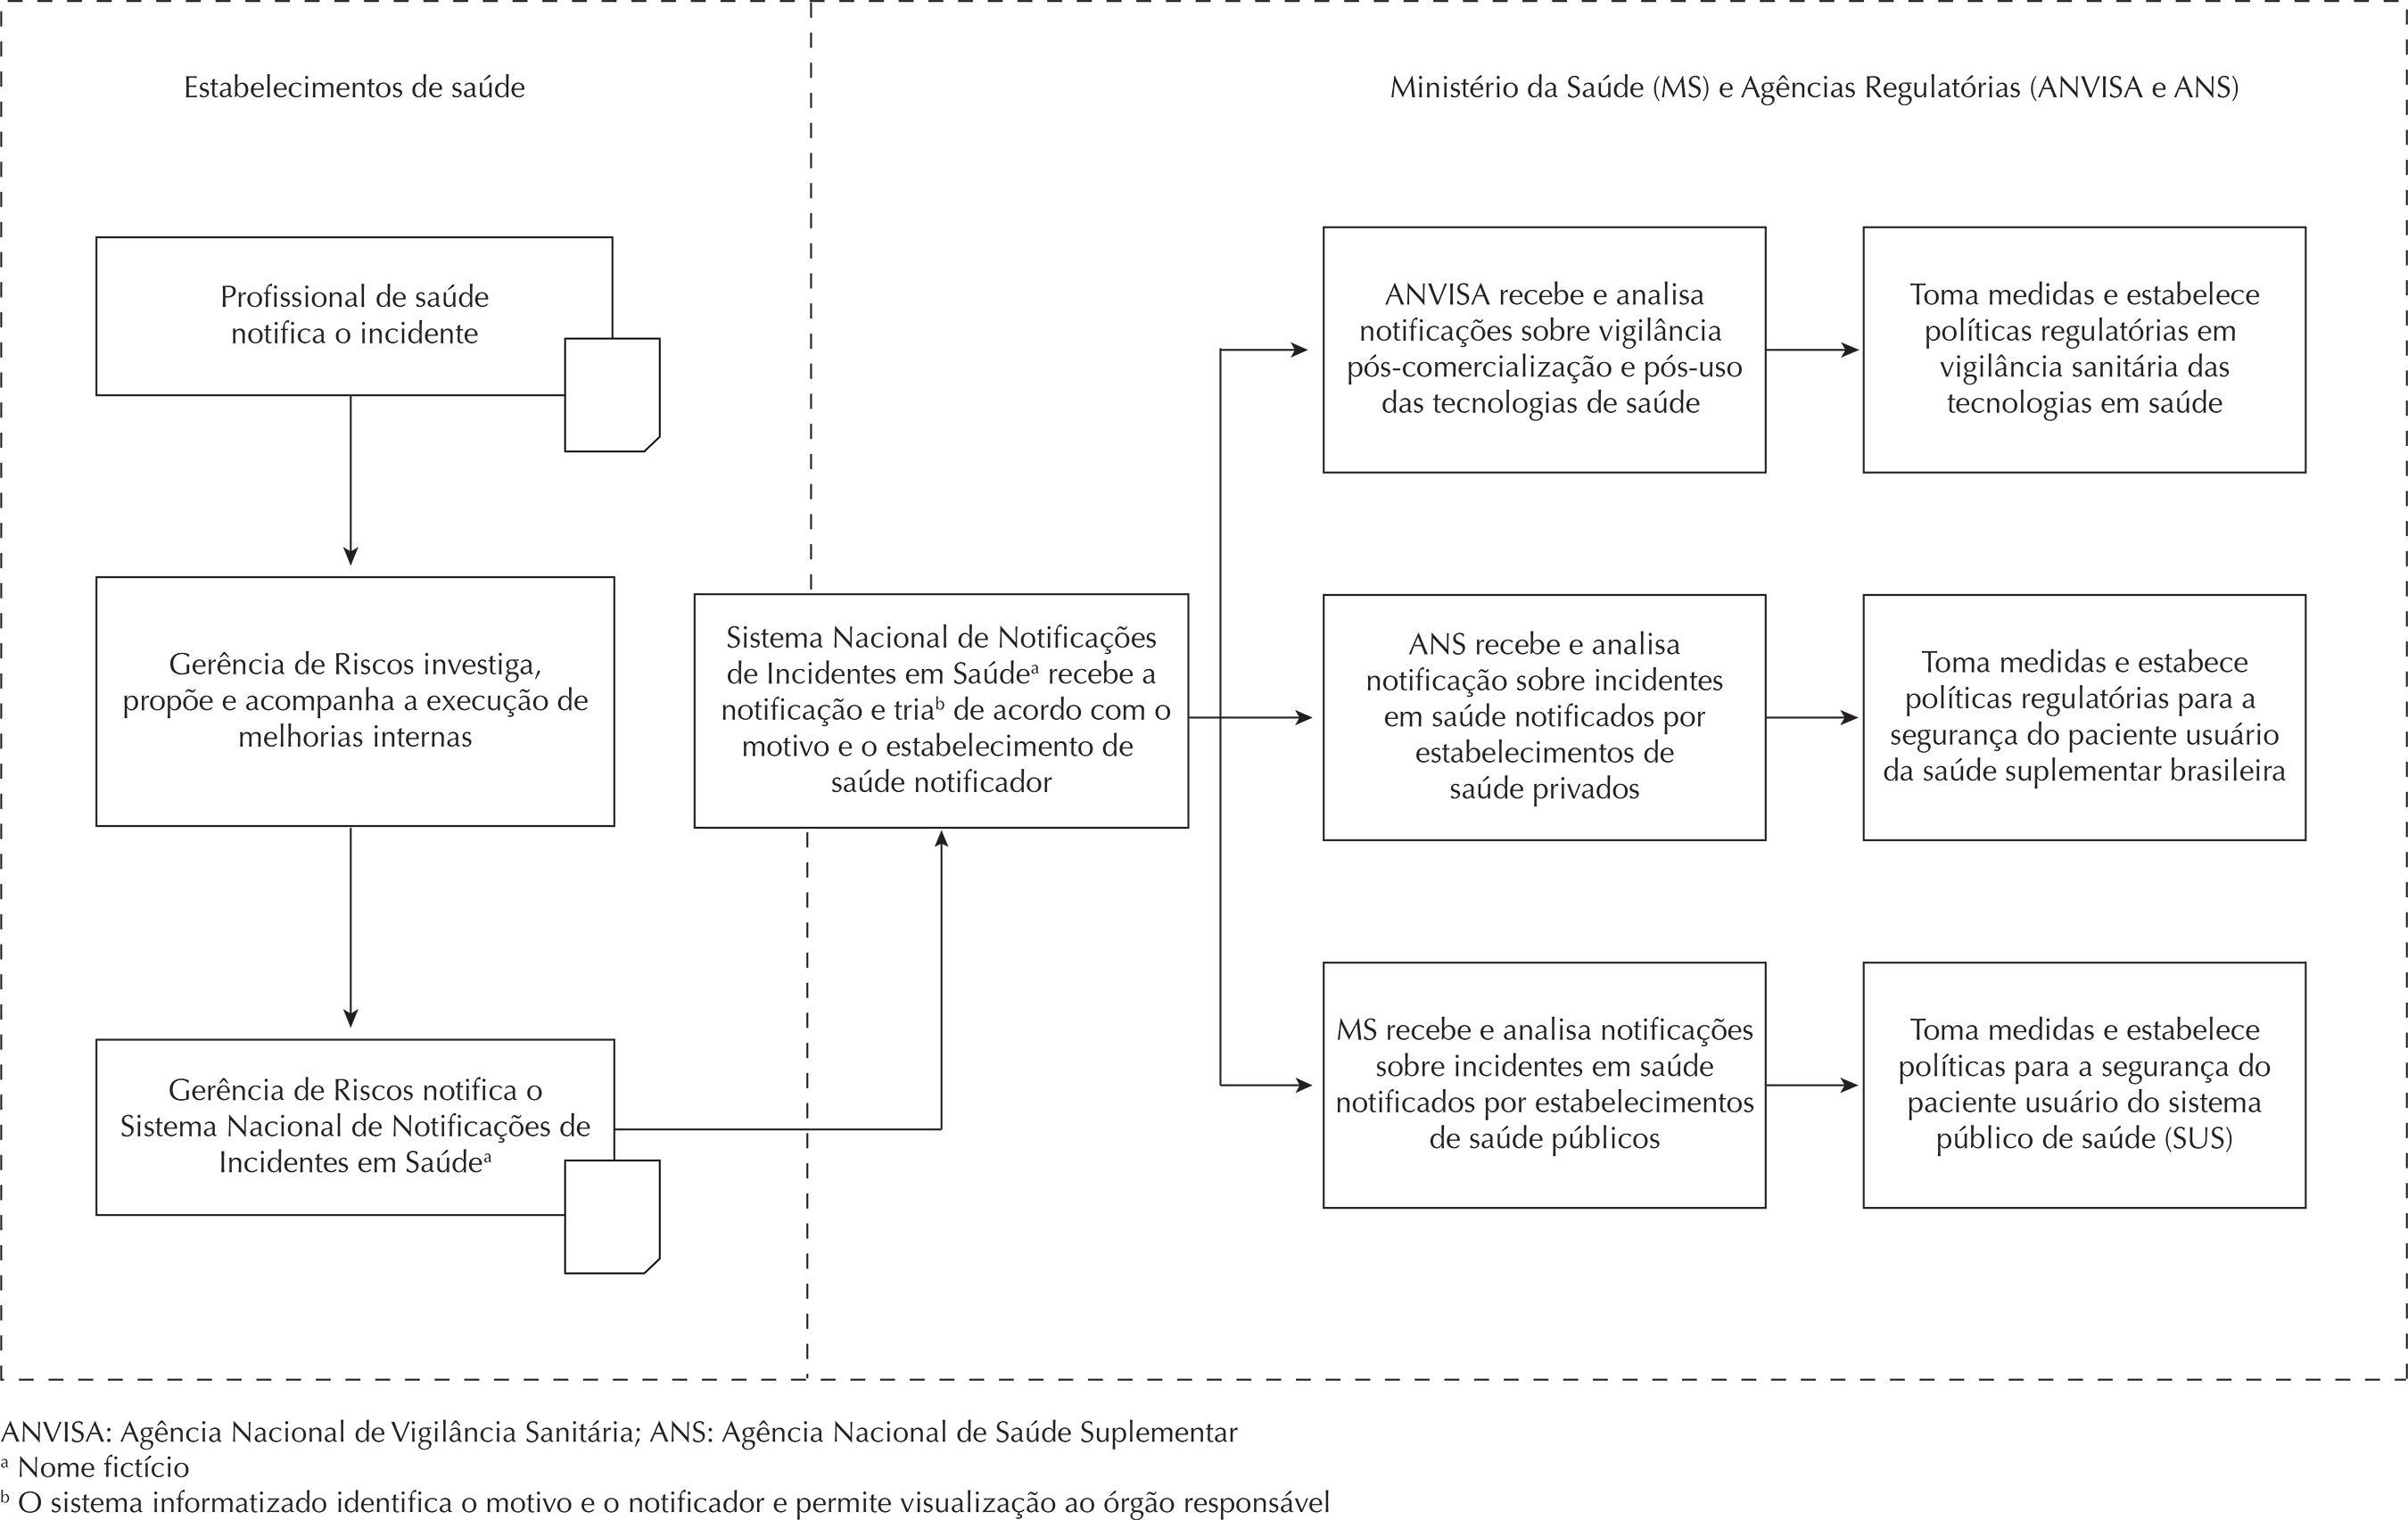 Estabelecimentos de saúde
Ministério da Saúde (MS) e Agências Regulatórias (ANVISA e ANS)
Profissional de saúde
notifica o incidente
Gerência de Riscos investiga,
propõe e acompanha a execução de
melhorias internas
Gerência de Riscos notifica o
Sistema Nacional de Notificações de
Incidentes em Saúdeᵃ
Sistema Nacional de Notificações
de Incidentes em Saúdeᵃ recebe a
notificação e triaᵇ de acordo com o
motivo e o estabelecimento de
saúde notificador
ANVISA recebe e analisa
notificações sobre vigilância
pós-comercialização e pós-uso
das tecnologias de saúde
Toma medidas e estabelece
políticas regulatórias em
vigilância sanitária das
tecnologias em saúde
ANS recebe e analisa
notificação sobre incidentes
em saúde notificados por
estabelecimentos de
saúde privados
Toma medidas e estabece
políticas regulatórias para a
segurança do paciente usuário
da saúde suplementar brasileira
MS recebe e analisa notificações
sobre incidentes em saúde
notificados por estabelecimentos
de saúde públicos
Toma medidas e estabelece
políticas para a segurança do
paciente usuário do sistema
público de saúde (SUS)
ANVISA: Agência Nacional de Vigilância Sanitária; ANS: Agência Nacional de Saúde Suplementar
ᵃ Nome fictício
ᵇ O sistema informatizado identifica o motivo e o notificador e permite visualização ao órgão responsável